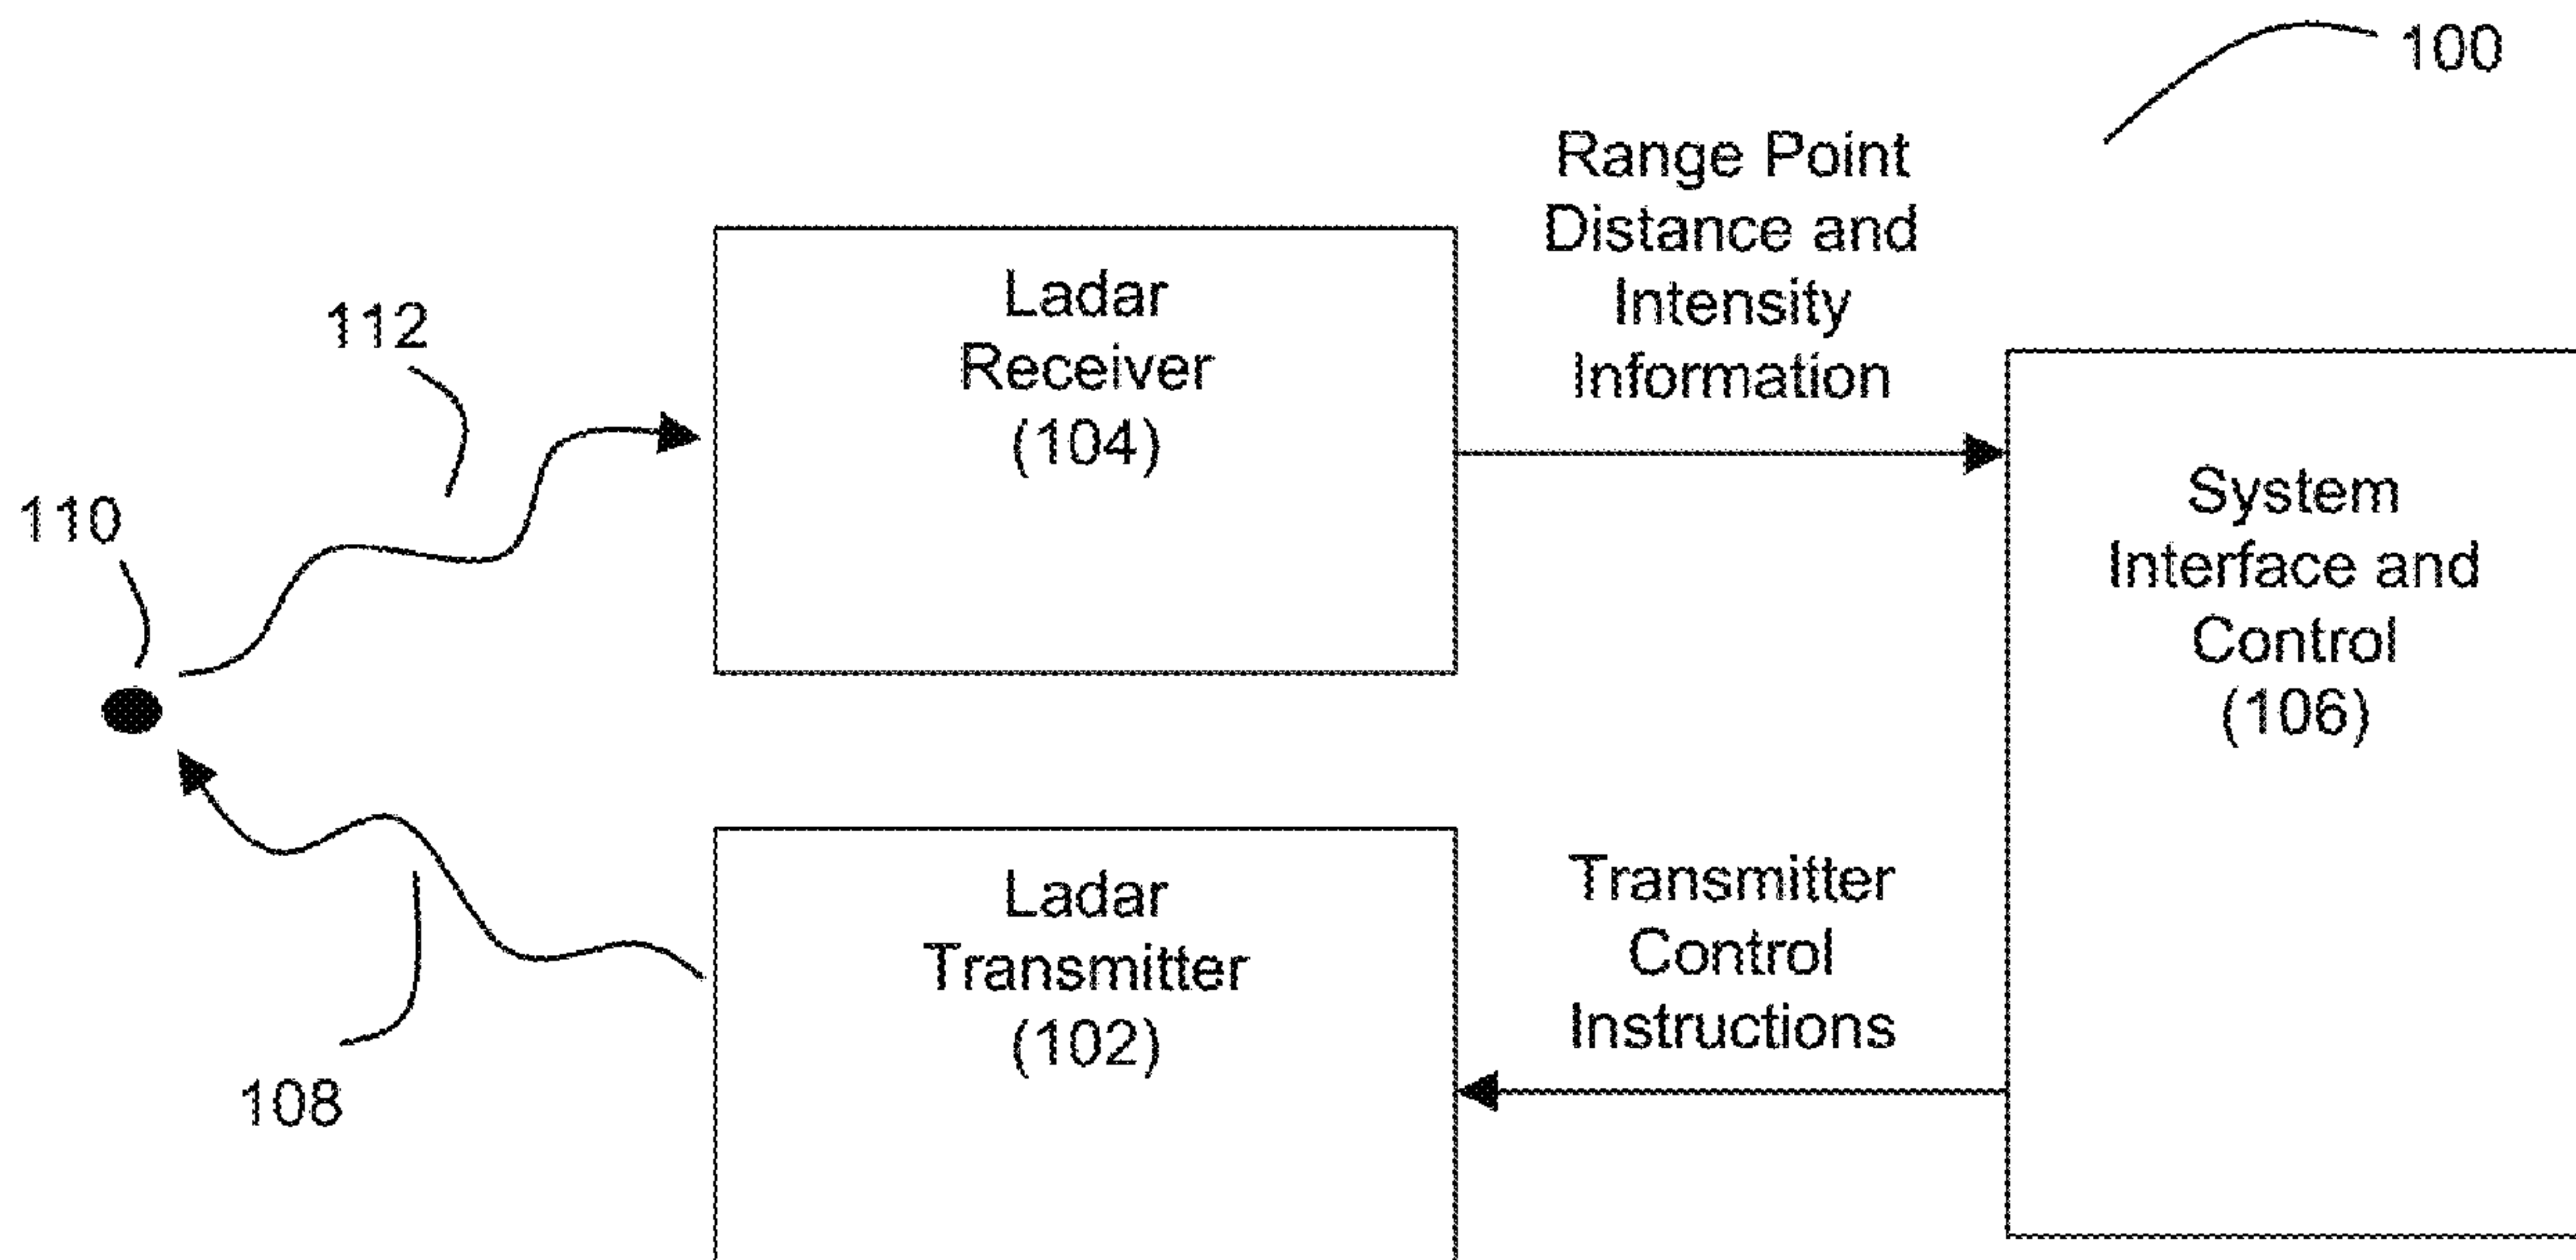 100
Range Point
Distance and
Intensity
Information
Ladar
Receiver
(104)
112
110
System
Interface and
Control
(106)
Ladar
Transmitter
(102)
Transmitter
Control
Instructions
108